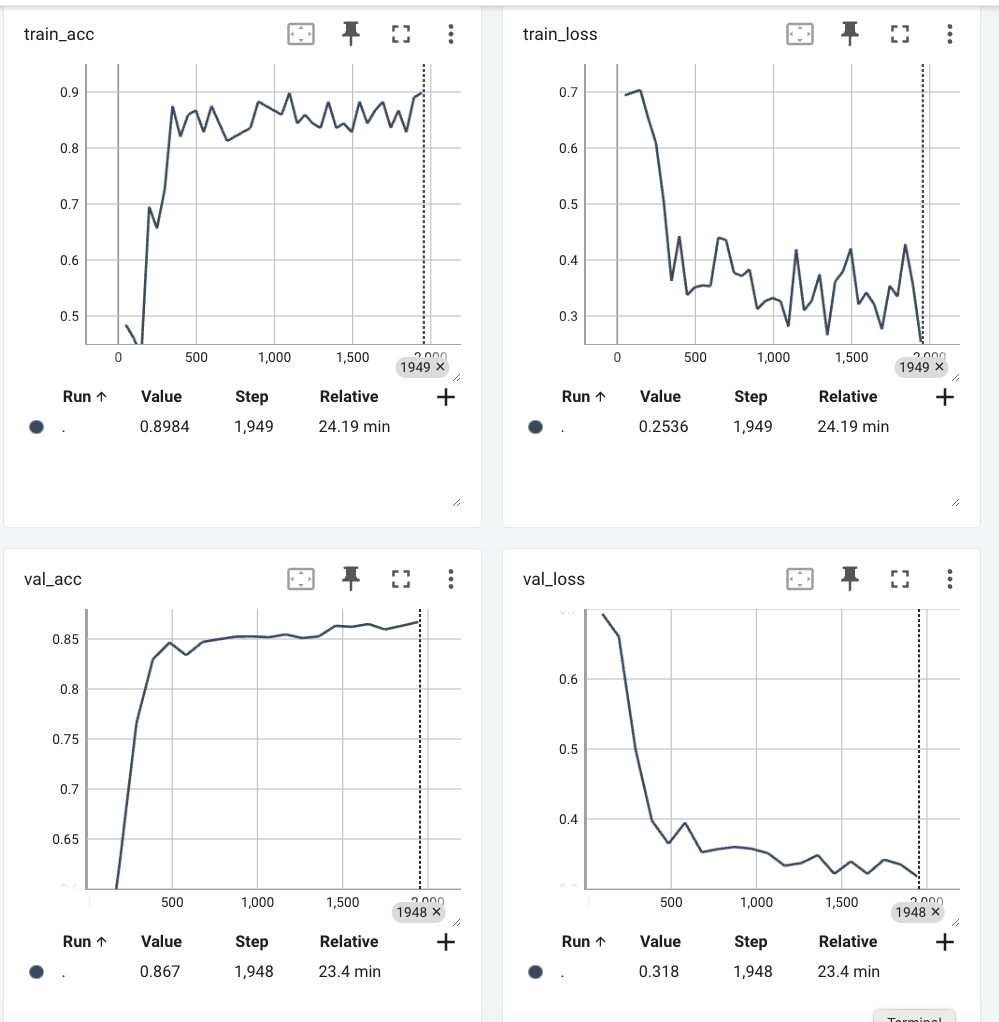 train_acc
0.9
0.8
0.7
0.6
0.5
0 500 1,000 1,500
1949 ×
Run ↑ Value Step Relative +
. 0.8984 1,949 24.19 min
train_loss
0.7
0.6
0.5
0.4
0.3
0 500 1,000 1,500
1949 ×
Run ↑ Value Step Relative +
. 0.2536 1,949 24.19 min
val_acc
0.85
0.8
0.75
0.7
0.65
500 1,000 1,500
1948 ×
Run ↑ Value Step Relative +
. 0.867 1,948 23.4 min
val_loss
0.6
0.5
0.4
500 1,000 1,500
1948 ×
Run ↑ Value Step Relative +
. 0.318 1,948 23.4 min
Terminal